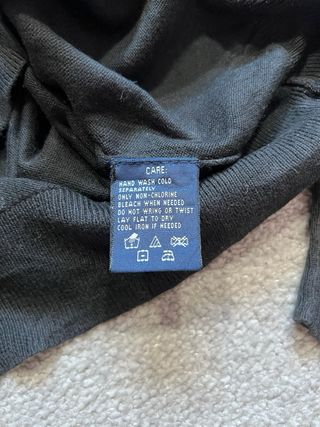 CARE:
HAND WASH COLD
SEPARATELY
ONLY NON-CHLORINE
BLEACH WHEN NEEDED
DO NOT WRING OR TWIST
LAY FLAT TO DRY
COOL IRON IF NEEDED